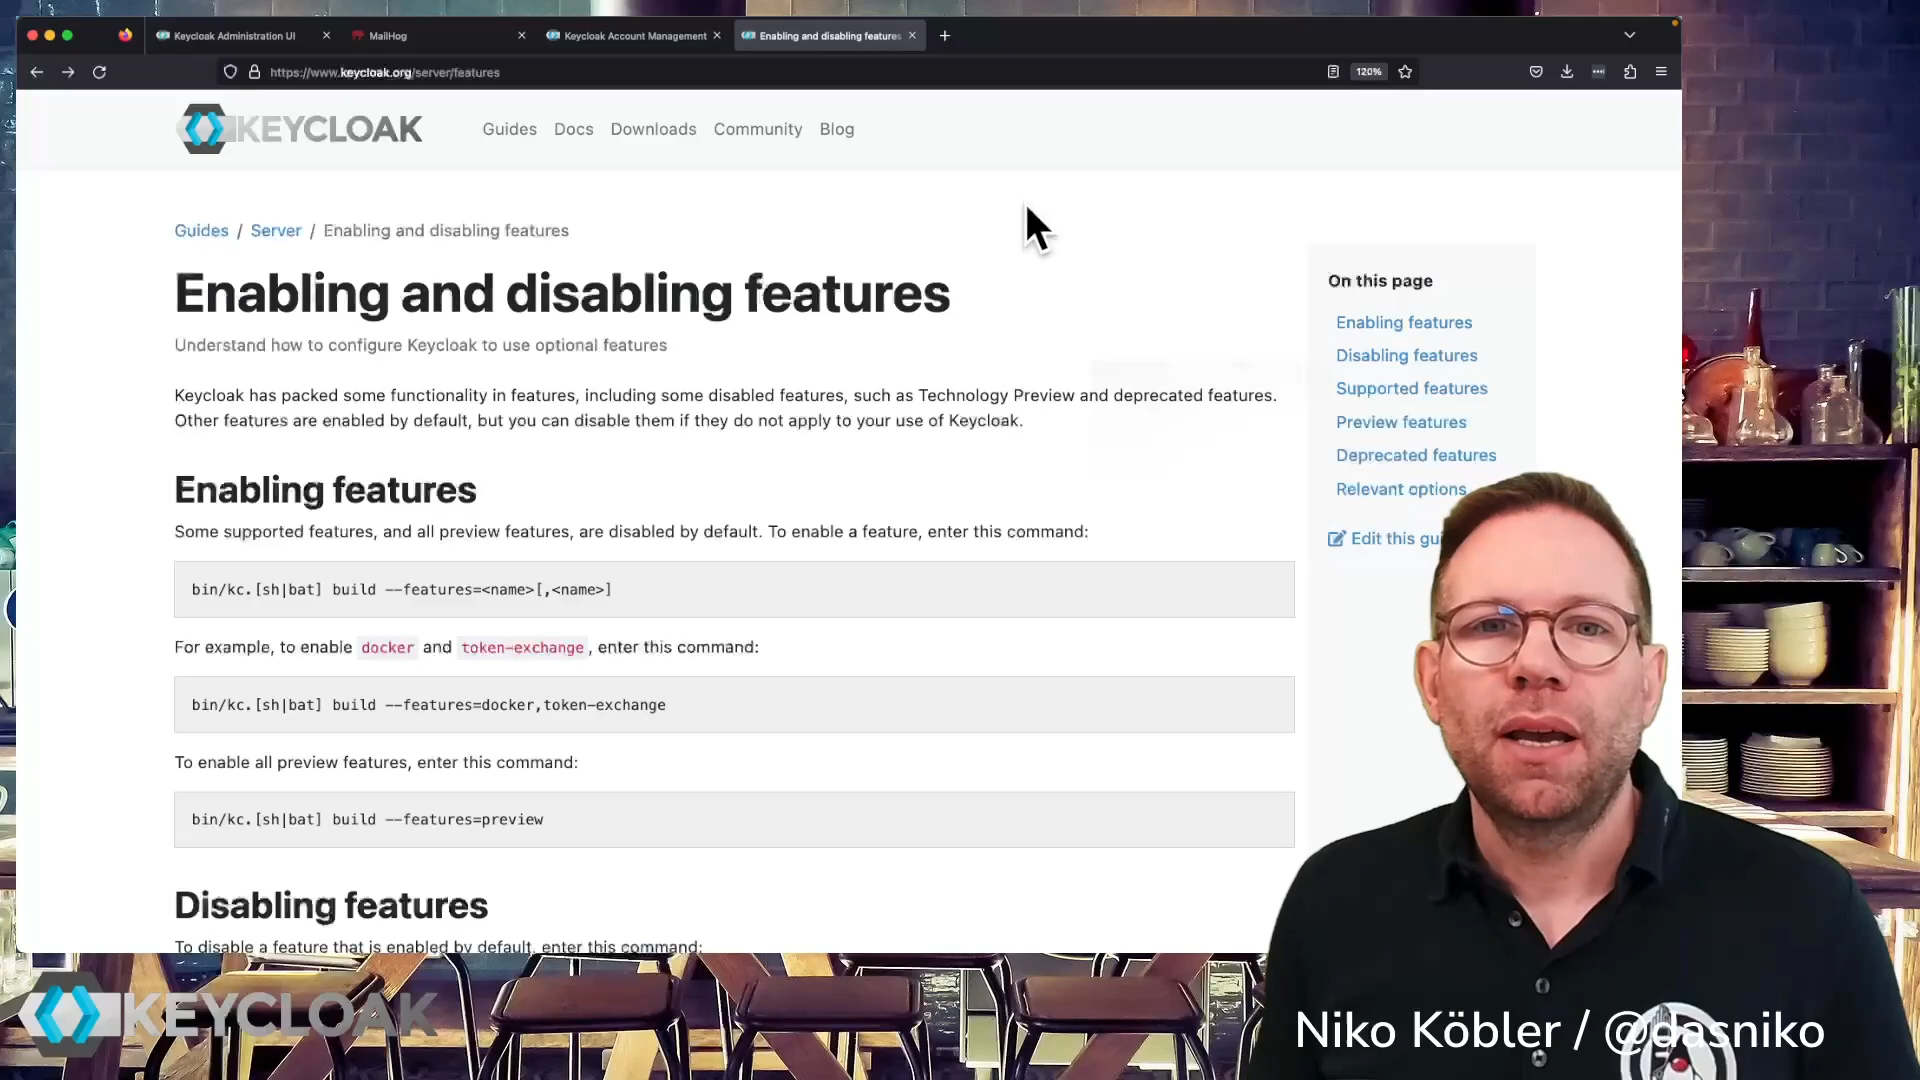 Keycloak Administration UI
MailHog
Keycloak Account Management
Enabling and disabling features
https://www.keycloak.org/server/features
120%
KEYCLOAK
Guides Docs Downloads Community Blog
Guides / Server / Enabling and disabling features
Enabling and disabling features
Understand how to configure Keycloak to use optional features
Keycloak has packed some functionality in features, including some disabled features, such as Technology Preview and deprecated features.
Other features are enabled by default, but you can disable them if they do not apply to your use of Keycloak.
Enabling features
Some supported features, and all preview features, are disabled by default. To enable a feature, enter this command:
bin/kc.[sh|bat] build --features=<name>[,<name>]
For example, to enable docker and token-exchange, enter this command:
bin/kc.[sh|bat] build --features=docker,token-exchange
To enable all preview features, enter this command:
bin/kc.[sh|bat] build --features=preview
Disabling features
To disable a feature that is enabled by default, enter this command:
On this page
Enabling features
Disabling features
Supported features
Preview features
Deprecated features
Relevant options
Edit this gui
KEYCLOAK
Niko Köbler / @dasniko